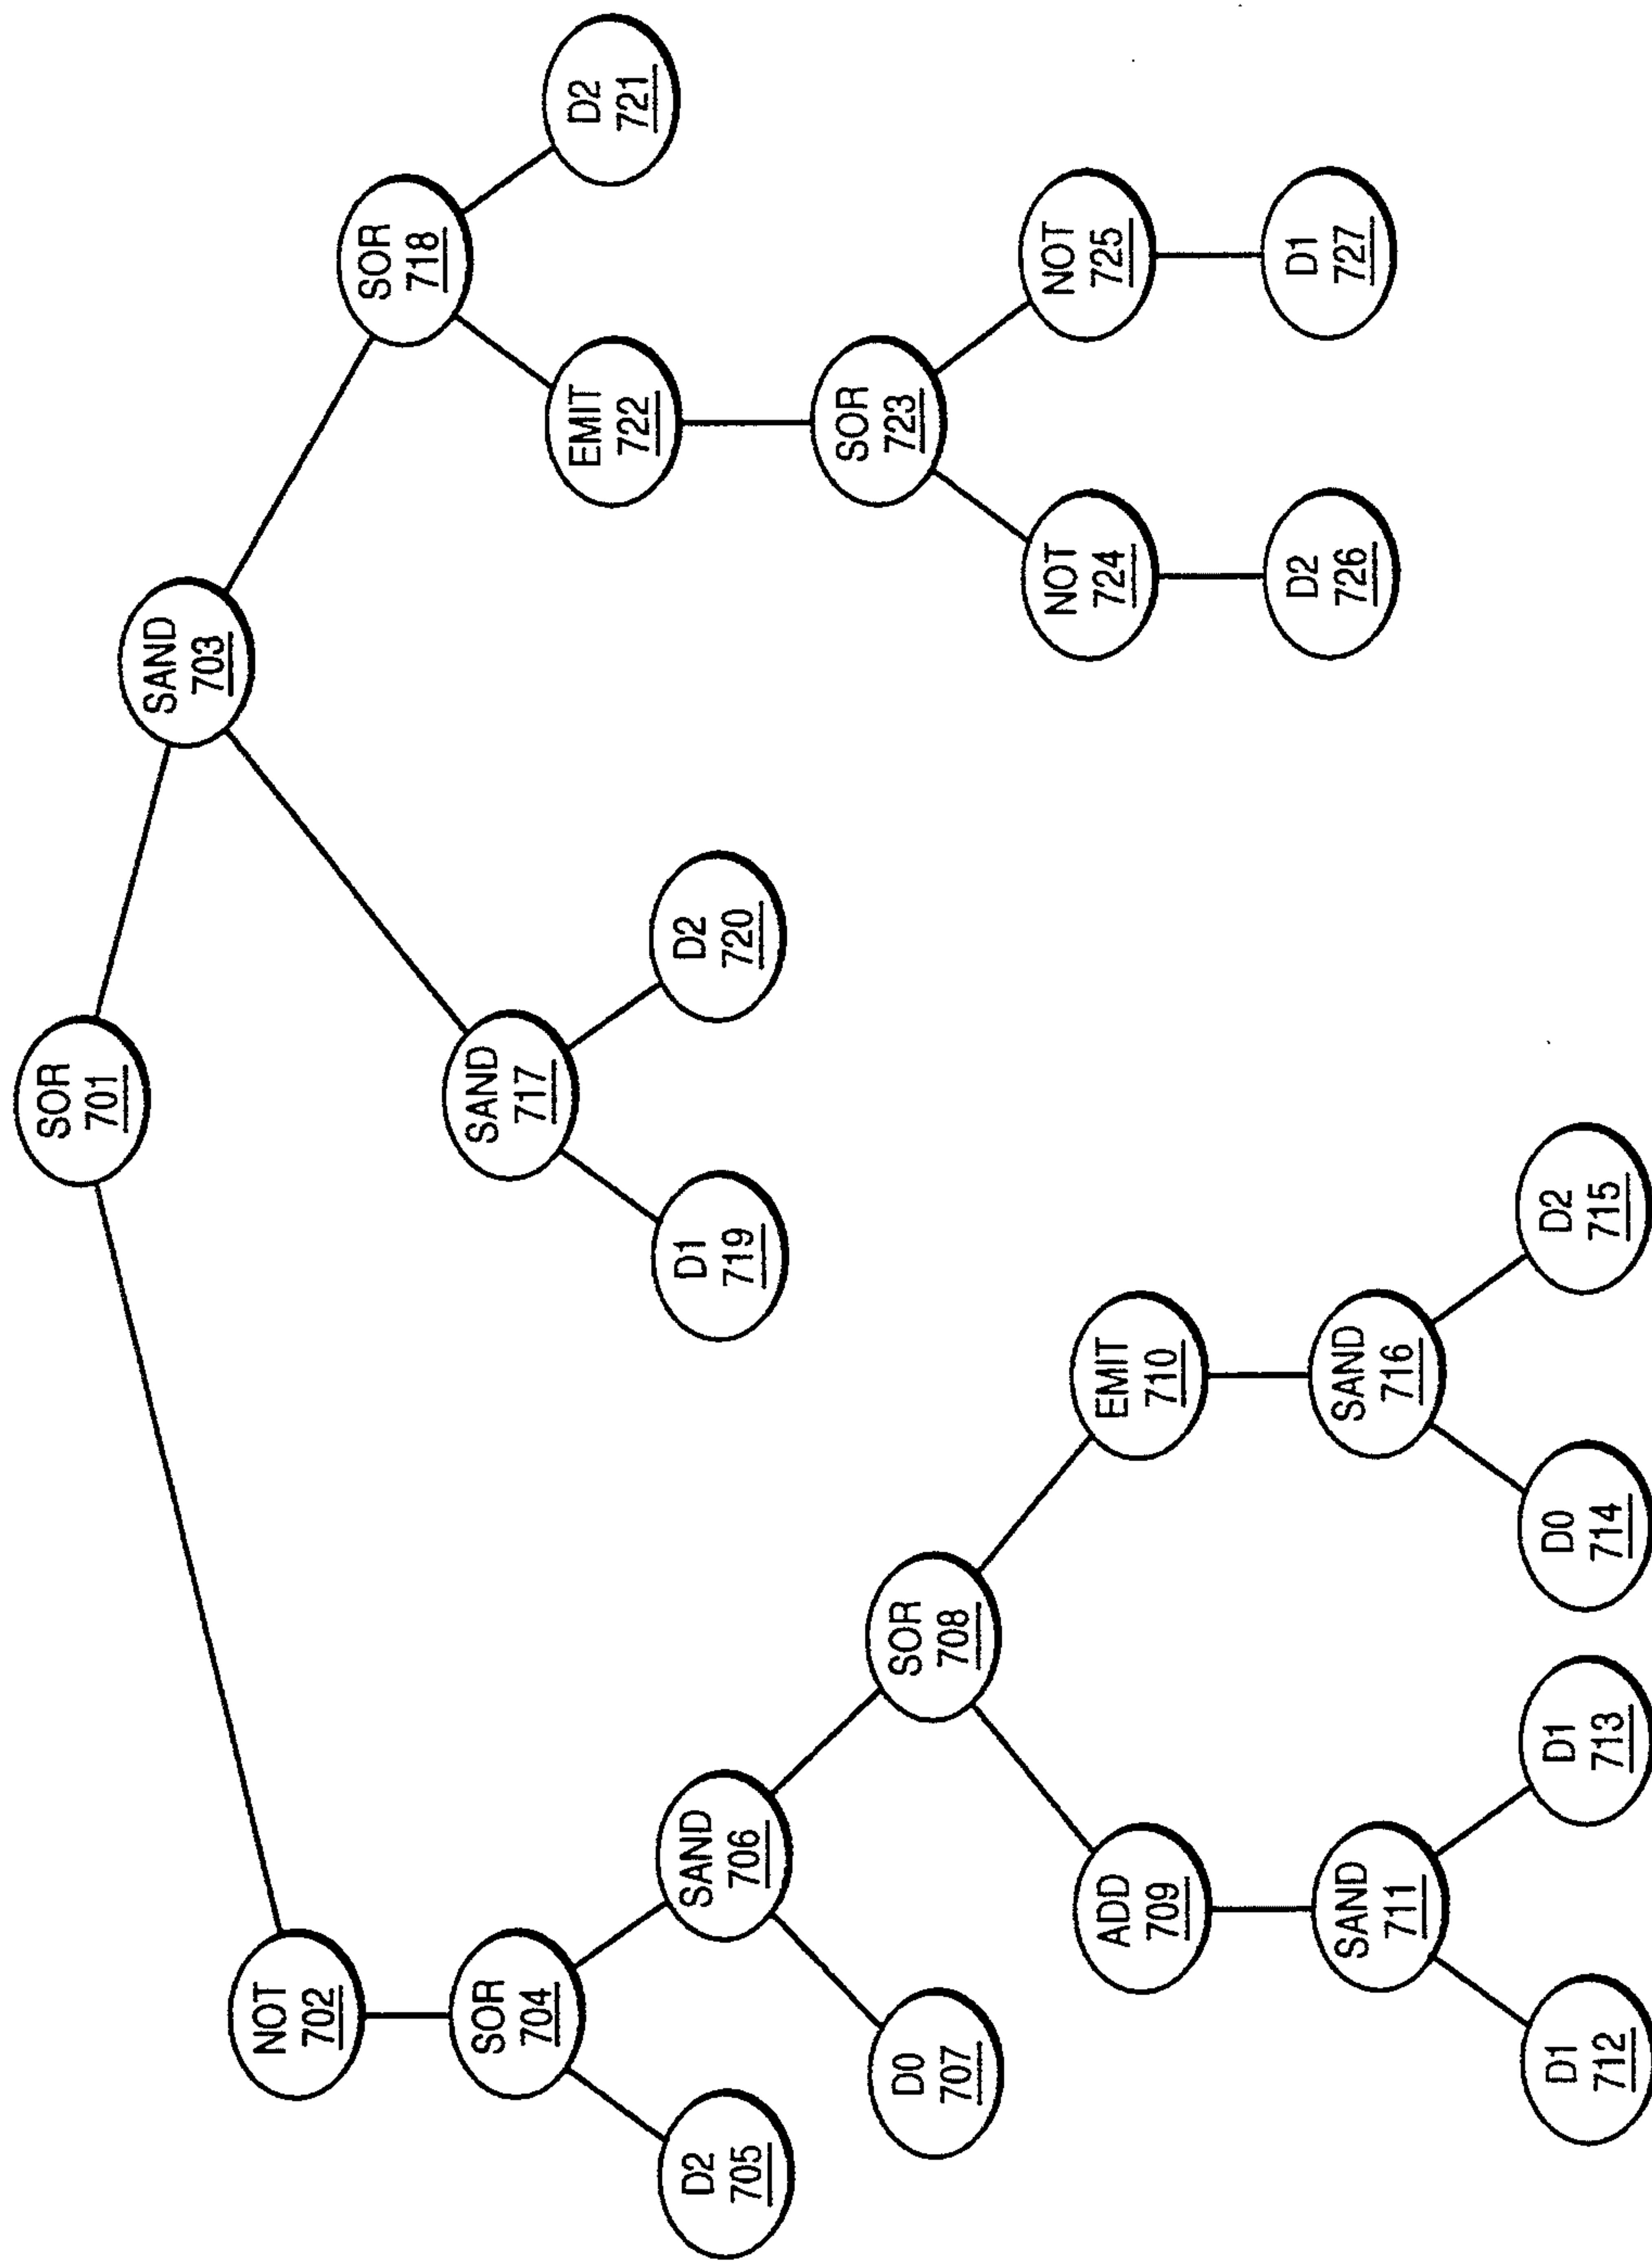 SOR
701
NOT
702
SAND
703
SOR
704
SAND
717
SOR
718
D2
705
SAND
706
D1
719
D2
720
EMIT
722
D2
721
D0
707
SOR
708
SOR
723
ADD
709
EMIT
710
NOT
724
NOT
725
SAND
711
SAND
716
D2
726
D1
727
D1
712
D1
713
D0
714
D2
715